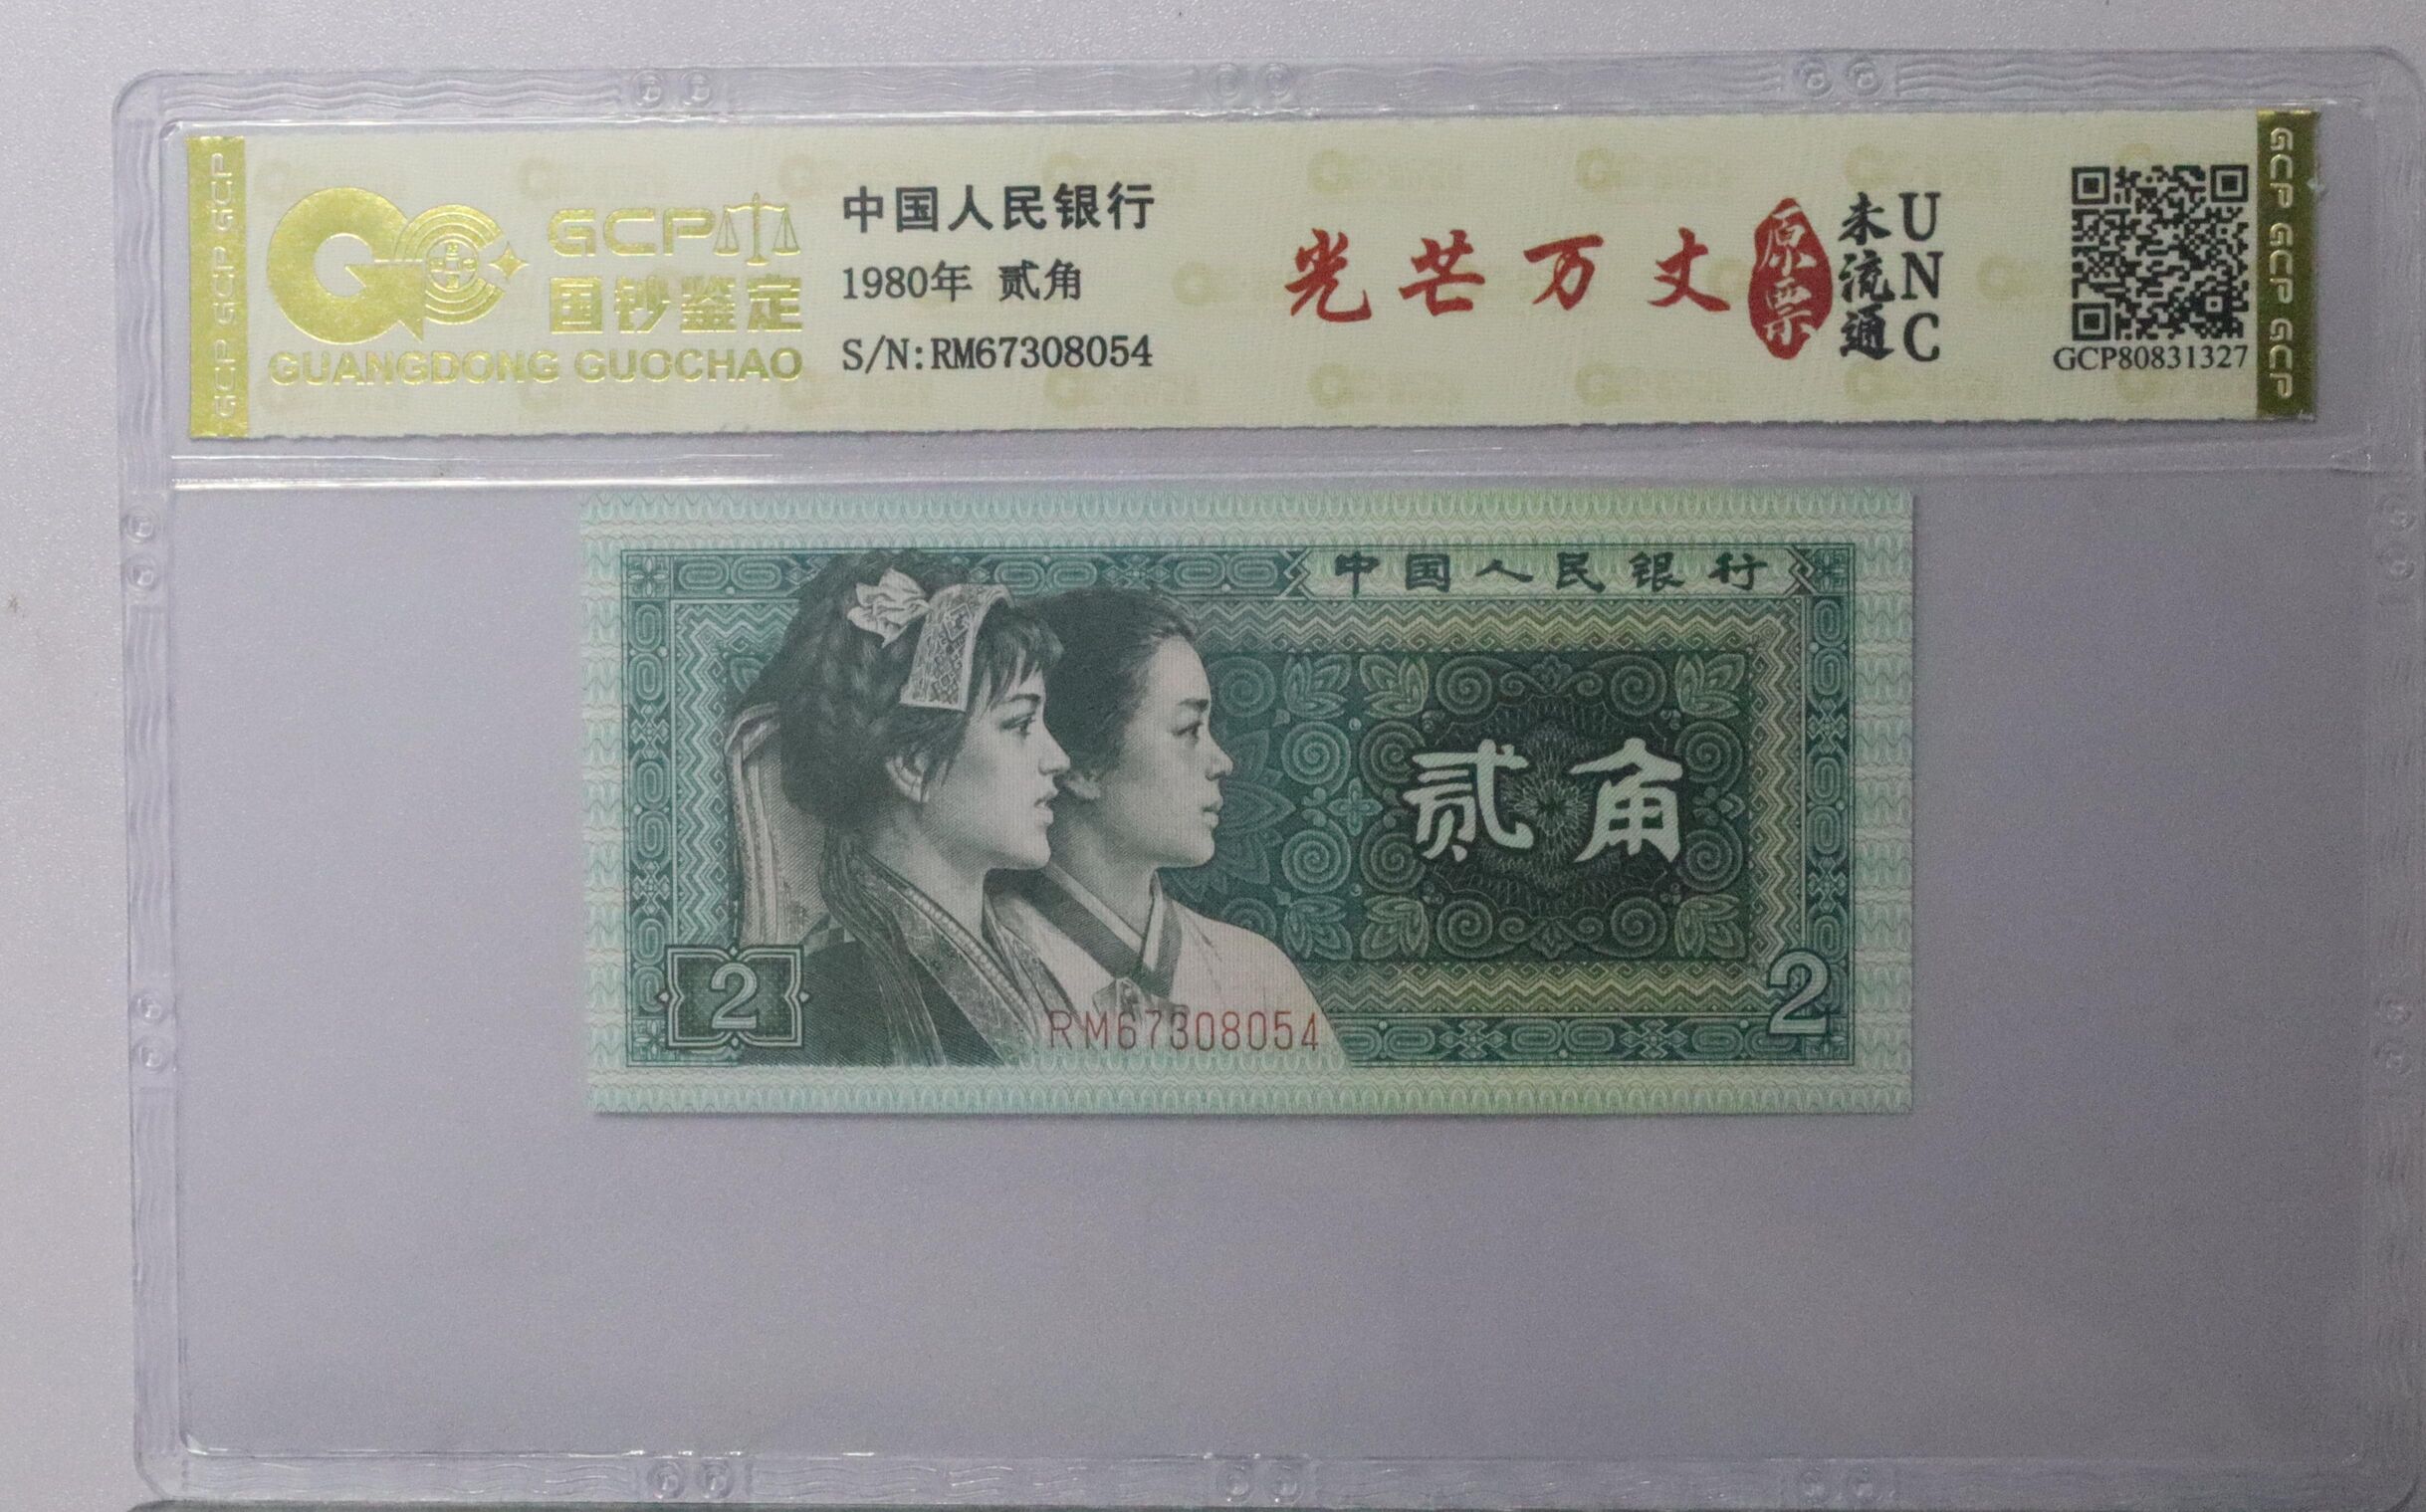 GCP GCP GCP
GCP
国钞鉴定
GUANGDONG GUOCHAO
中国人民银行
1980年 贰角
S/N:RM67308054
光芒万丈
原票
未流通
UNC
GCP80831327
GCP GCP GCP
中国人民银行
贰角
2
RM67308054
2